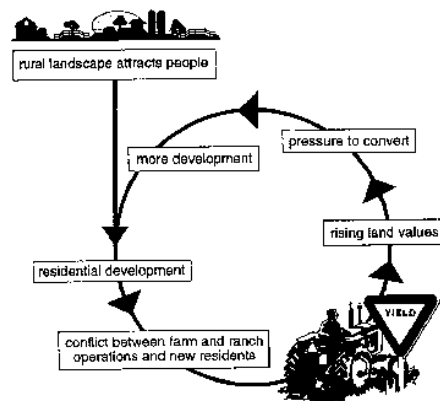 rural landscape attracts people
more development
pressure to convert
rising land values
residential development
YIELD
conflict between farm and ranch
operations and new residents